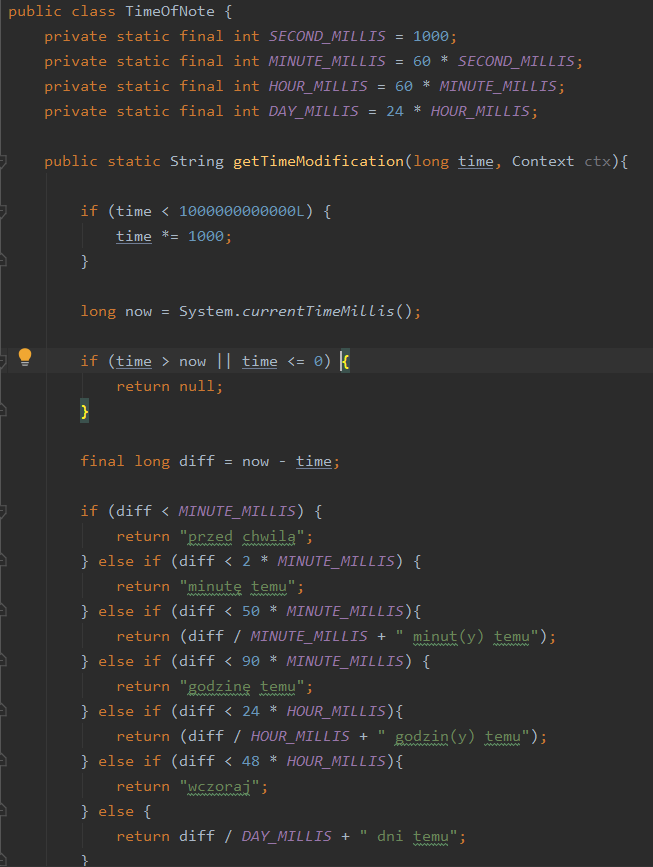 public class TimeOfNote {
private static final int SECOND_MILLIS = 1000;
private static final int MINUTE_MILLIS = 60 * SECOND_MILLIS;
private static final int HOUR_MILLIS = 60 * MINUTE_MILLIS;
private static final int DAY_MILLIS = 24 * HOUR_MILLIS;
public static String getTimeModification(long time, Context ctx){
if (time < 1000000000000L) {
time *= 1000;
}
long now = System.currentTimeMillis();
if (time > now || time <= 0) {
return null;
}
final long diff = now - time;
if (diff < MINUTE_MILLIS) {
return "przed chwilą";
} else if (diff < 2 * MINUTE_MILLIS) {
return "minutę temu";
} else if (diff < 50 * MINUTE_MILLIS){
return (diff / MINUTE_MILLIS + " minut(y) temu");
} else if (diff < 90 * MINUTE_MILLIS) {
return "godzinę temu";
} else if (diff < 24 * HOUR_MILLIS){
return (diff / HOUR_MILLIS + " godzin(y) temu");
} else if (diff < 48 * HOUR_MILLIS){
return "wczoraj";
} else {
return diff / DAY_MILLIS + " dni temu";
}